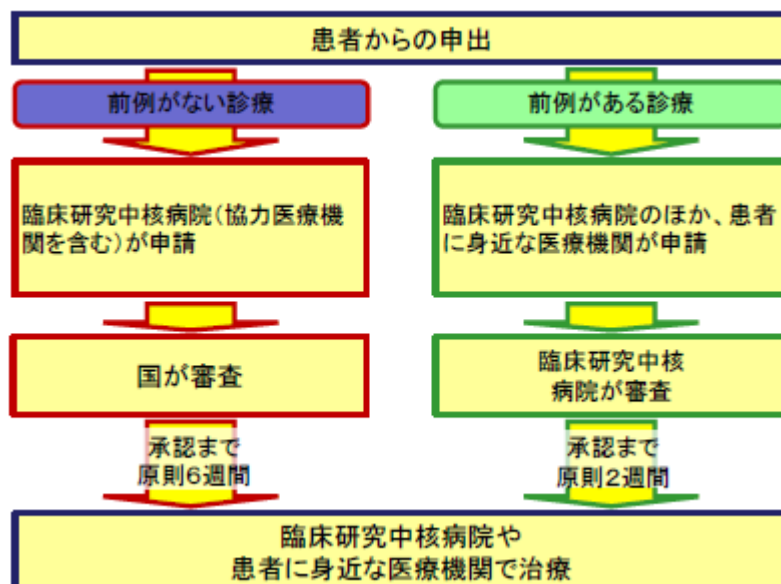 患者からの申出
前例がない診療
前例がある診療
臨床研究中核病院(協力医療機
関を含む)が申請
臨床研究中核病院のほか、患者
に身近な医療機関が申請
国が審査
臨床研究中核
病院が審査
承認まで
原則6週間
承認まで
原則2週間
臨床研究中核病院や
患者に身近な医療機関で治療